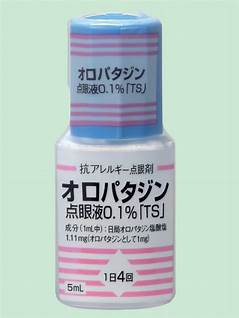 オロパタジン
点眼液0.1%「TS」
抗アレルギー点眼剤
オロパタジン
点眼液0.1%「TS」
成分(1mL中):日局オロパタジン塩酸塩
1.11mg(オロパタジンとして1mg)
1日4回
5mL